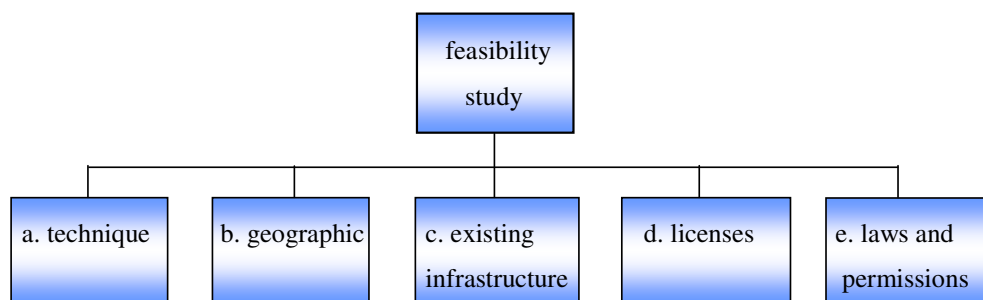 feasibility
study
a. technique
b. geographic
c. existing
infrastructure
d. licenses
e. laws and
permissions